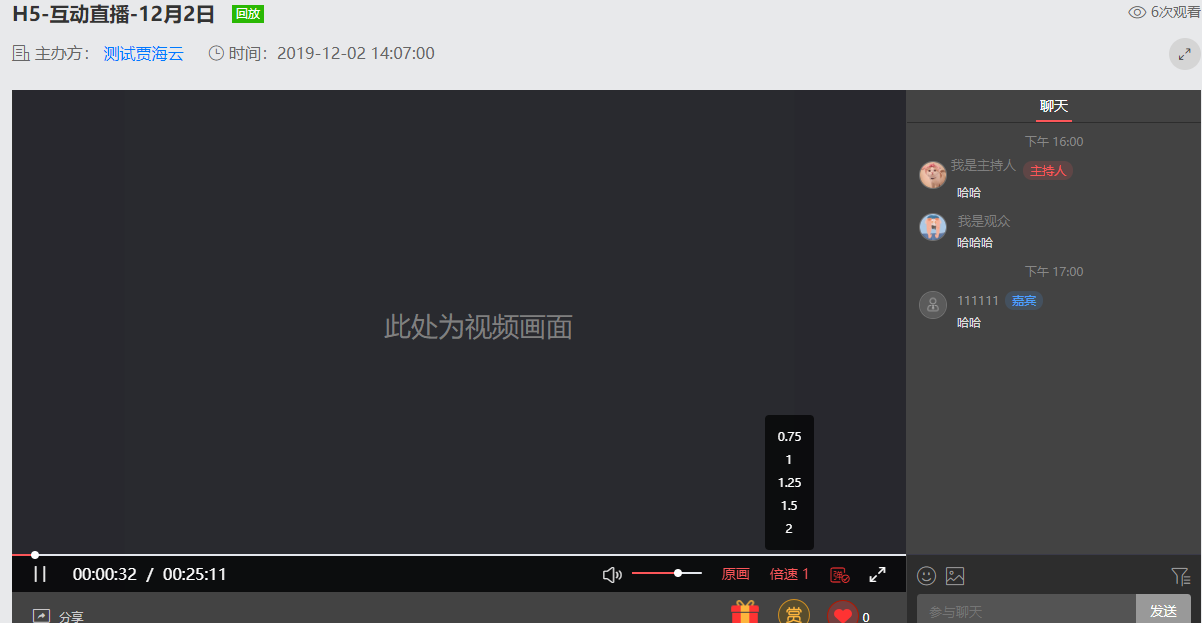 H5-互动直播-12月2日 回放 6次观看
主办方： 测试贾海云 时间：2019-12-02 14:07:00
聊天
下午 16:00
我是主持人 主持人
哈哈
我是观众
哈哈哈
下午 17:00
111111 嘉宾
哈哈
此处为视频画面
0.75
1
1.25
1.5
2
00:00:32 / 00:25:11 原画 倍速 1 弹
分享 赏 0
参与聊天 发送